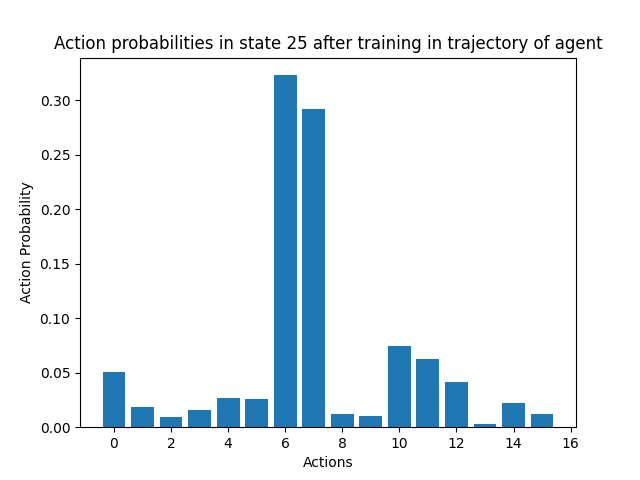 Action probabilities in state 25 after training in trajectory of agent
0.30
0.25
0.20
0.15
0.10
0.05
0.00
Action Probability
0 2 4 6 8 10 12 14 16
Actions